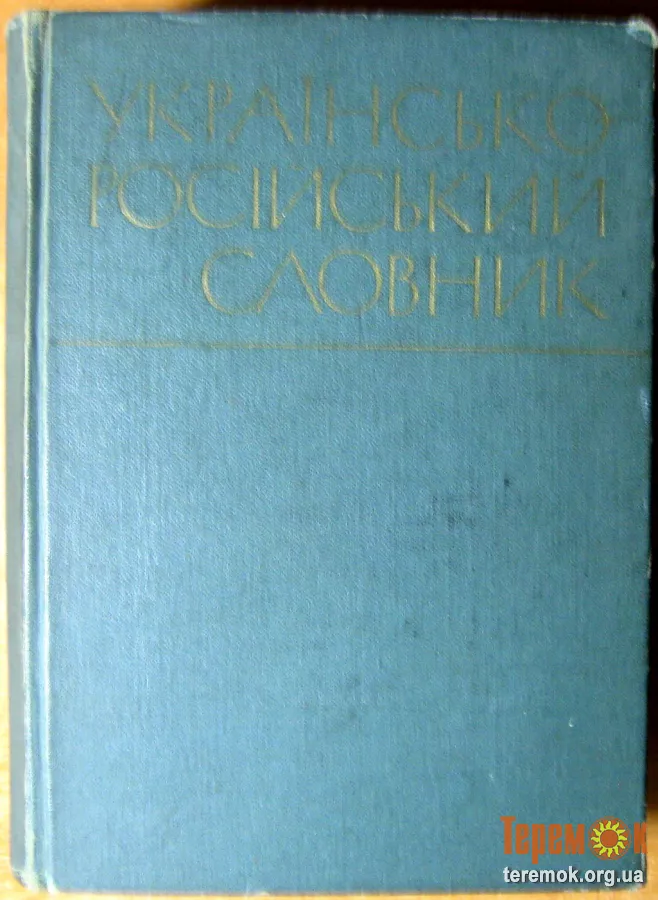 УКРАЇНСЬКО
РОСІЙСЬКИЙ
СЛОВНИК
Теремок
teremok.org.ua